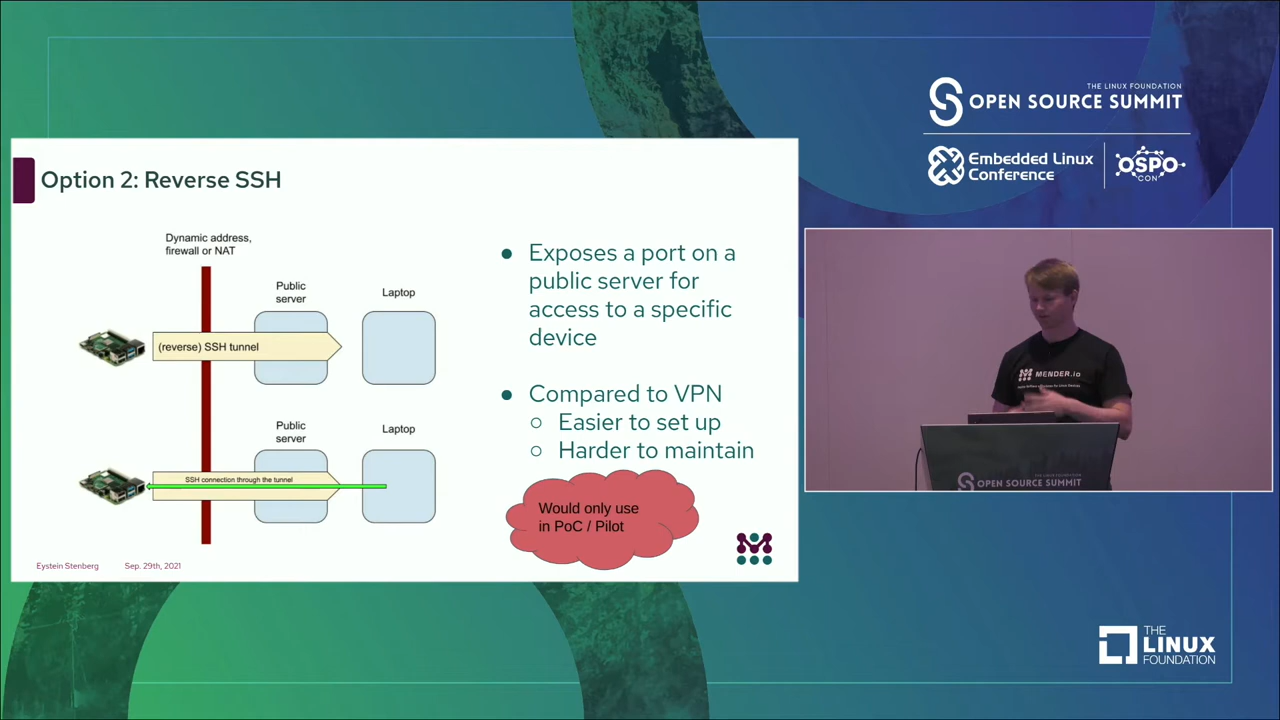 THE LINUX FOUNDATION
OPEN SOURCE SUMMIT
Embedded Linux
Conference
OSPO
CON
Option 2: Reverse SSH
Dynamic address,
firewall or NAT
Public
server
Laptop
(reverse) SSH tunnel
Public
server
Laptop
SSH connection through the tunnel
● Exposes a port on a
public server for
access to a specific
device
● Compared to VPN
○ Easier to set up
○ Harder to maintain
Would only use
in PoC / Pilot
Eystein Stenberg
Sep. 29th, 2021
MENDER.io
OPEN SOURCE SUMMIT
THE
LINUX
FOUNDATION